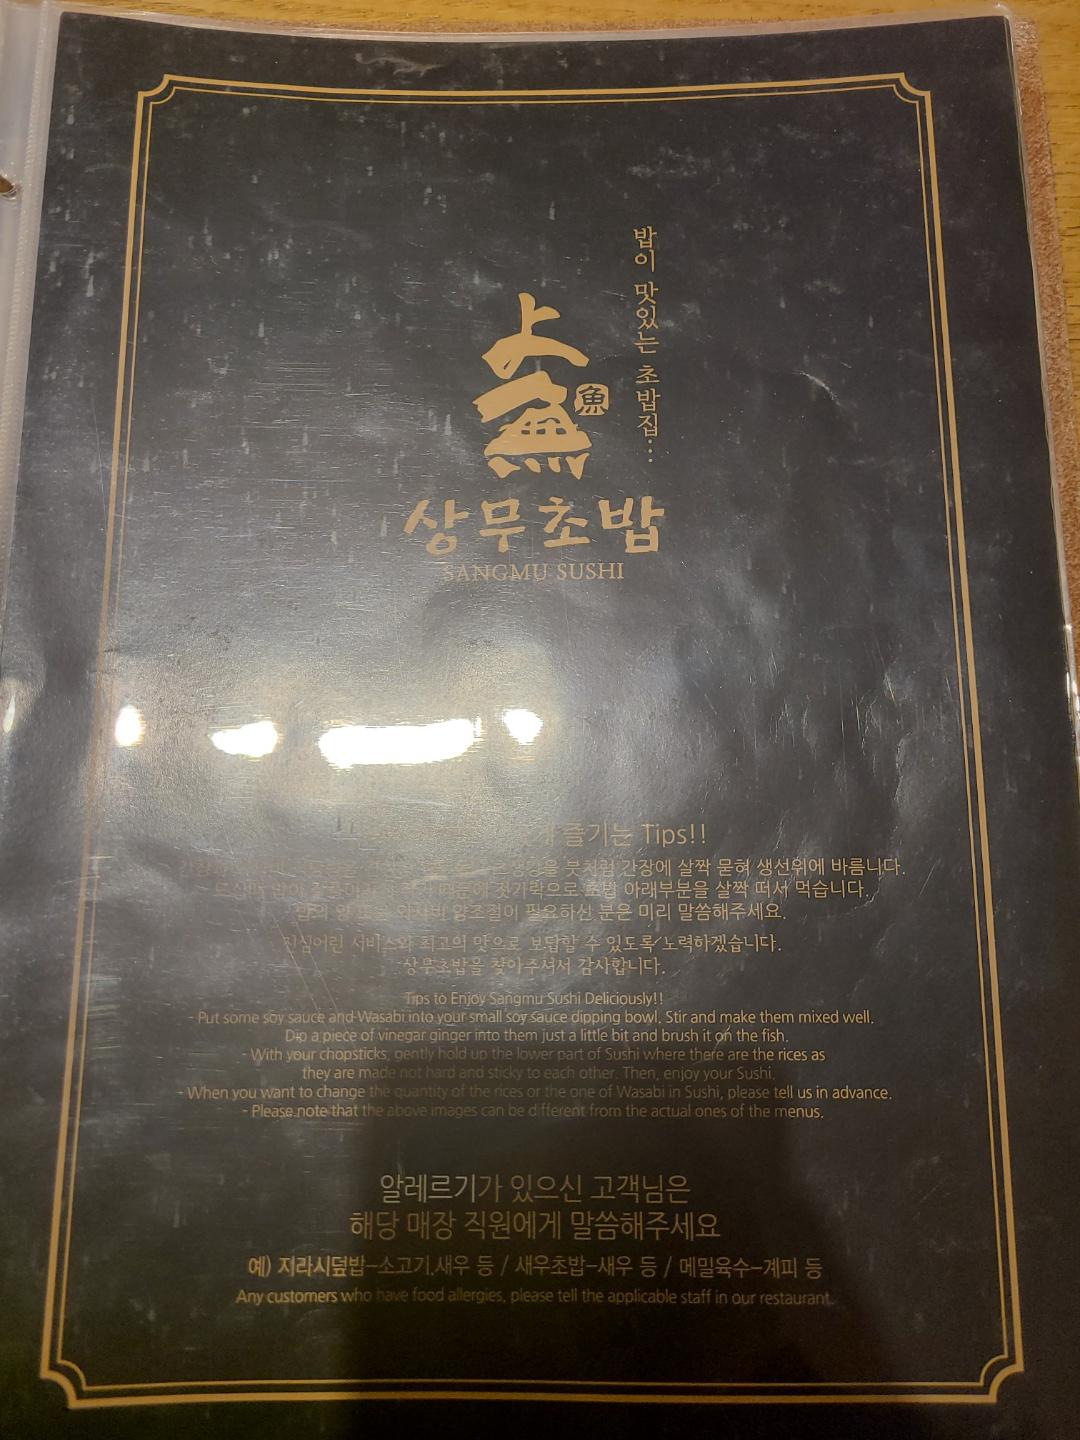 밥이 맛있는 초밥집...
上
魚
상무초밥
SANGMU SUSHI
즐기는 Tips!!
붓처럼 간장에 살짝 묻혀 생선위에 바릅니다.
젓가락으로 초밥 아래부분을 살짝 떠서 먹습니다.
양조절이 필요하신 분은 미리 말씀해주세요.
진심어린 서비스와 최고의 맛으로 보답할 수 있도록 노력하겠습니다.
상무초밥을 찾아주셔서 감사합니다.
Tips to Enjoy Sangmu Sushi Deliciously!!
- Put some soy sauce and Wasabi into your small soy sauce dipping bowl. Stir and make them mixed well.
Dip a piece of vinegar ginger into them just a little bit and brush it on the fish.
- With your chopsticks, gently hold up the lower part of Sushi where there are the rices as
they are made not hard and sticky to each other. Then, enjoy your Sushi.
- When you want to change the quantity of the rices or the one of Wasabi in Sushi, please tell us in advance.
- Please note that the above images can be different from the actual ones of the menus.
알레르기가 있으신 고객님은
해당 매장 직원에게 말씀해주세요
예) 지라시덮밥-소고기,새우 등 / 새우초밥-새우 등 / 메밀육수-계피 등
Any customers who have food allergies, please tell the applicable staff in our restaurant.